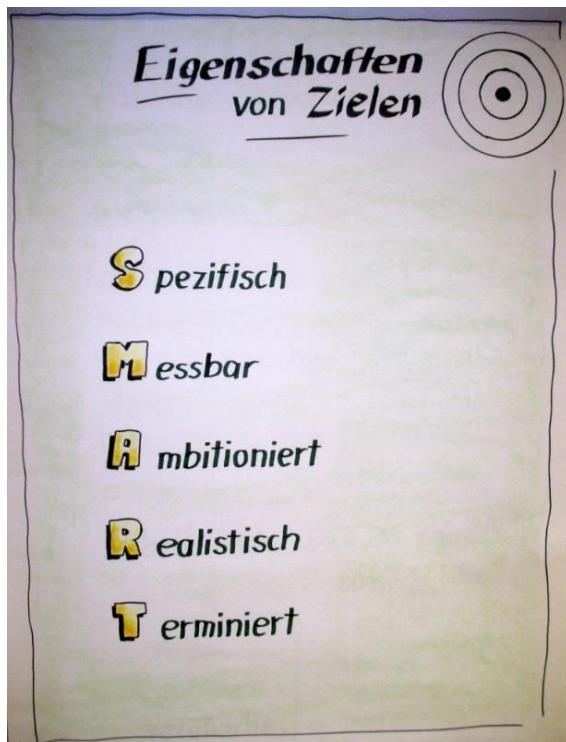 Eigenschaften
von Zielen
Spezifisch
Messbar
Ambitioniert
Realistisch
Terminiert